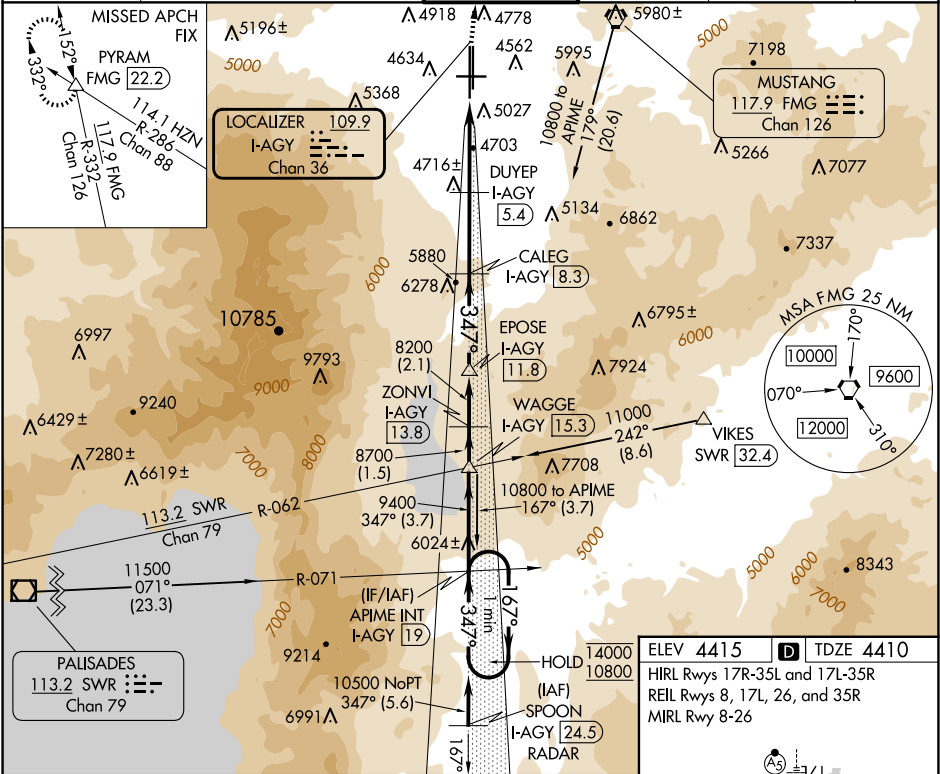 MISSED APCH
FIX
152°
332°
PYRAM
FMG 22.2
114.1 HZN
R-286
Chan 88
117.9 FMG
R-332
Chan 126
5196±
5000
4918
4778
4634
4562
5368
5995
5980±
5000
7198
LOCALIZER 109.9
I-AGY
Chan 36
MUSTANG
117.9 FMG
Chan 126
10800 to
APIME
179°
(20.6)
5027
4703
4716±
5266
7077
DUYEP
I-AGY
5.4
5134
6862
7337
5880
6278
CALEG
I-AGY 8.3
6000
347°
10785
6997
9793
9000
8200
(2.1)
EPOSE
I-AGY
11.8
6795±
6000
7924
MSA FMG 25 NM
170°
10000
9600
070°
12000
310°
9240
6429±
7280±
6619±
7000
8000
ZONVI
I-AGY
13.8
WAGGE
I-AGY 15.3
11000
242°
(8.6)
VIKES
SWR 32.4
8700
(1.5)
7708
9400
347° (3.7)
10800 to APIME
167° (3.7)
113.2 SWR
Chan 79
R-062
6024±
5000
5000
6000
7000
8343
11500
071°
(23.3)
R-071
(IF/IAF)
APIME INT
I-AGY 19
347°
1 min
167°
7000
9214
HOLD
14000
10800
PALISADES
113.2 SWR
Chan 79
10500 NoPT
347° (5.6)
6991
(IAF)
SPOON
I-AGY 24.5
RADAR
167°
ELEV 4415 D TDZE 4410
HIRL Rwys 17R-35L and 17L-35R
REIL Rwys 8, 17L, 26, and 35R
MIRL Rwy 8-26
A5